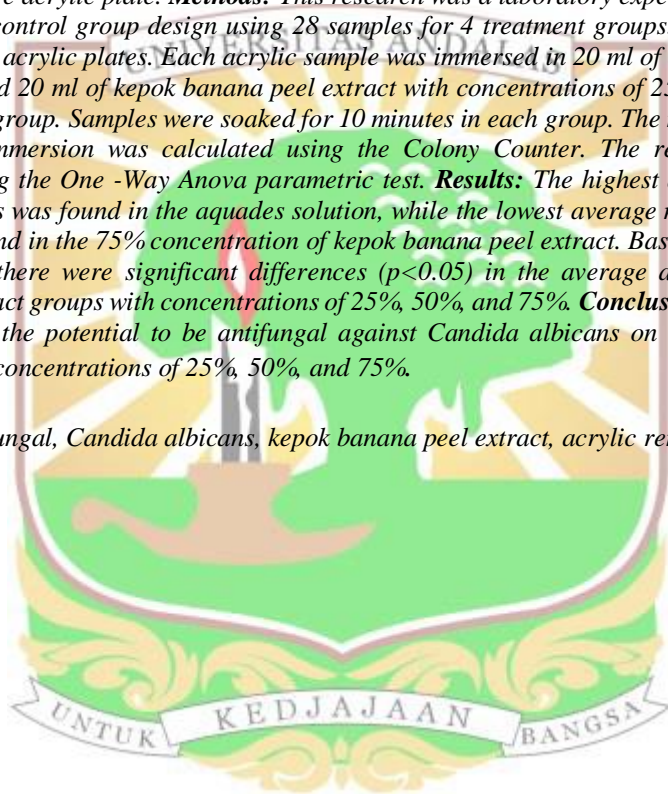 e acrylic plate. Methods: This research was a laboratory expe
control group design using 28 samples for 4 treatment groups.
acrylic plates. Each acrylic sample was immersed in 20 ml of
d 20 ml of kepok banana peel extract with concentrations of 2
group. Samples were soaked for 10 minutes in each group. The
mmersion was calculated using the Colony Counter. The re
g the One -Way Anova parametric test. Results: The highest
s was found in the aquades solution, while the lowest average
nd in the 75% concentration of kepok banana peel extract. Bas
there were significant differences (p<0.05) in the average a
act groups with concentrations of 25%, 50%, and 75%. Conclus
the potential to be antifungal against Candida albicans on
concentrations of 25%, 50%, and 75%.
ungal, Candida albicans, kepok banana peel extract, acrylic re
UNIVERSITAS ANDALAS
UNTUK KEDJAJAAN BANGSA